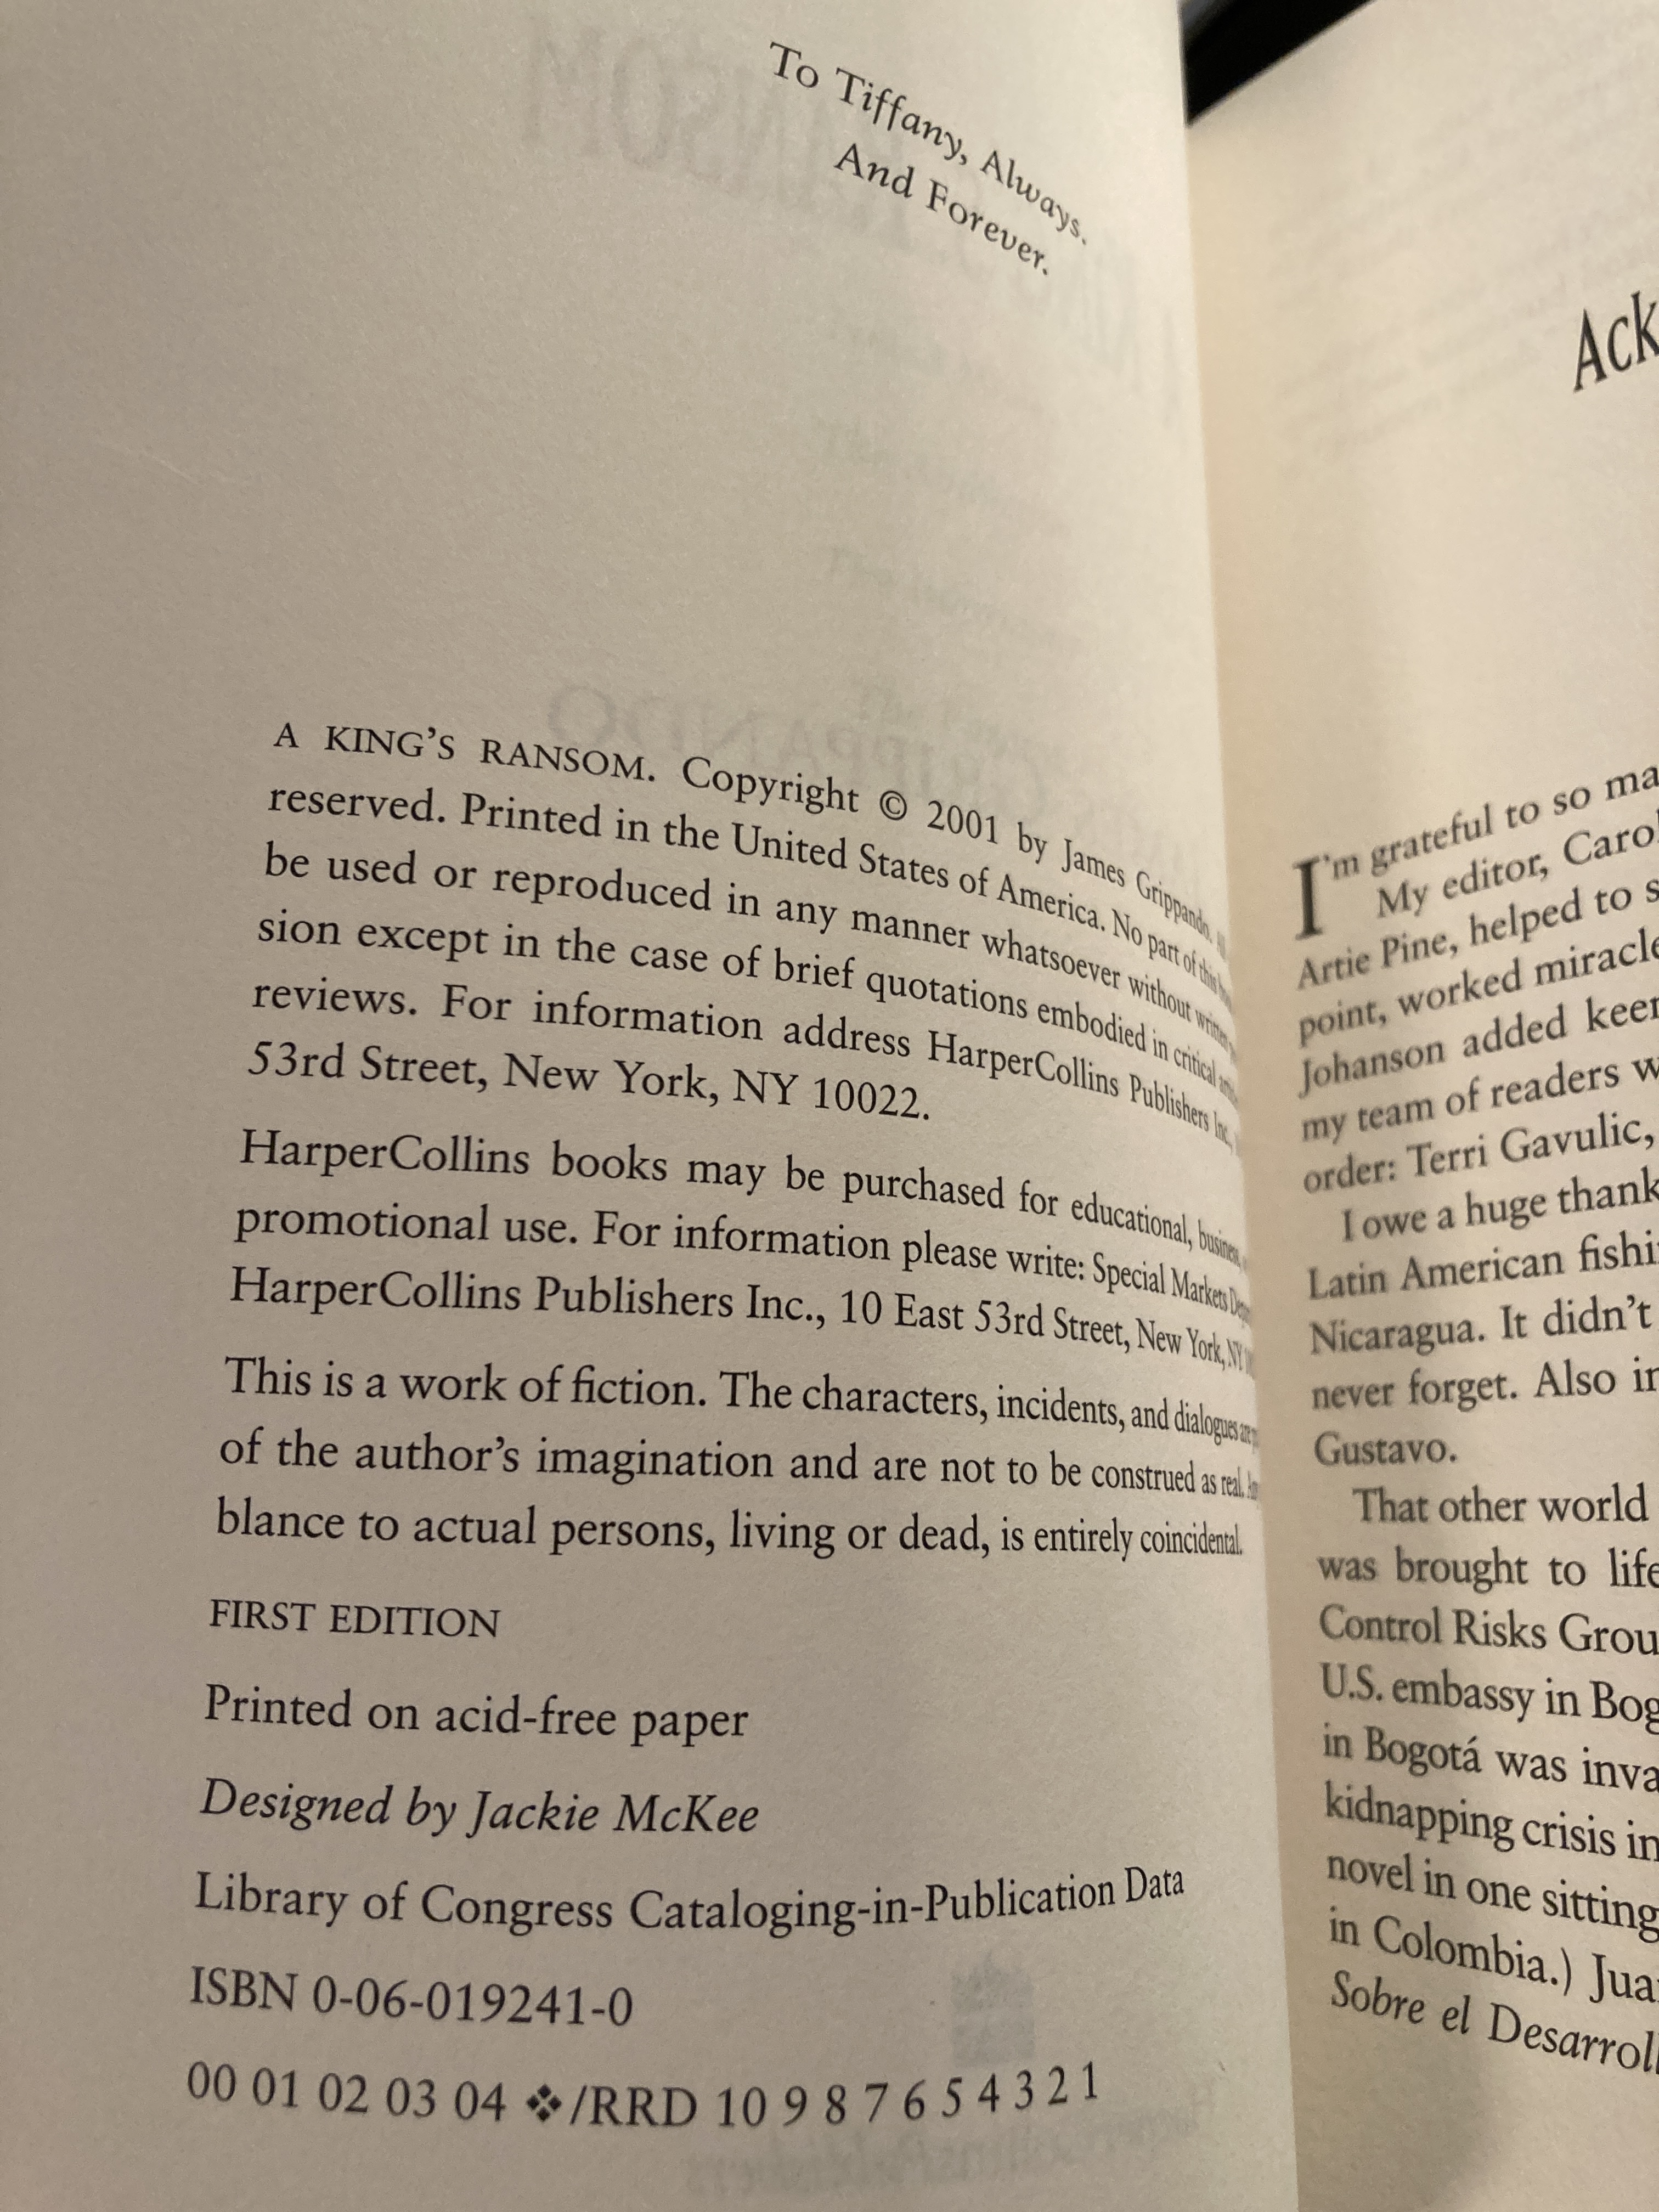 To Tiffany, Always.
And Forever.
A KING'S RANSOM. Copyright © 2001 by James Grippando. All
reserved. Printed in the United States of America. No part of this
be used or reproduced in any manner whatsoever without written
sion except in the case of brief quotations embodied in critical
reviews. For information address HarperCollins Publishers Inc.,
53rd Street, New York, NY 10022.
HarperCollins books may be purchased for educational, business,
promotional use. For information please write: Special Markets
HarperCollins Publishers Inc., 10 East 53rd Street, New York, NY
This is a work of fiction. The characters, incidents, and dialogues are
of the author's imagination and are not to be construed as real.
blance to actual persons, living or dead, is entirely coincidental.
FIRST EDITION
Printed on acid-free paper
Designed by Jackie McKee
Library of Congress Cataloging-in-Publication Data
ISBN 0-06-019241-0
00 01 02 03 04 ❖/RRD 10 9 8 7 6 5 4 3 2 1
Ack
I'm grateful to so ma
My editor, Carol
Artie Pine, helped to s
point, worked miracle
Johanson added keen
my team of readers w
order: Terri Gavulic,
I owe a huge thank
Latin American fishi
Nicaragua. It didn't
never forget. Also in
Gustavo.
That other world
was brought to life
Control Risks Grou
U.S. embassy in Bog
in Bogotá was inva
kidnapping crisis in
novel in one sitting
in Colombia.) Jua
Sobre el Desarroll